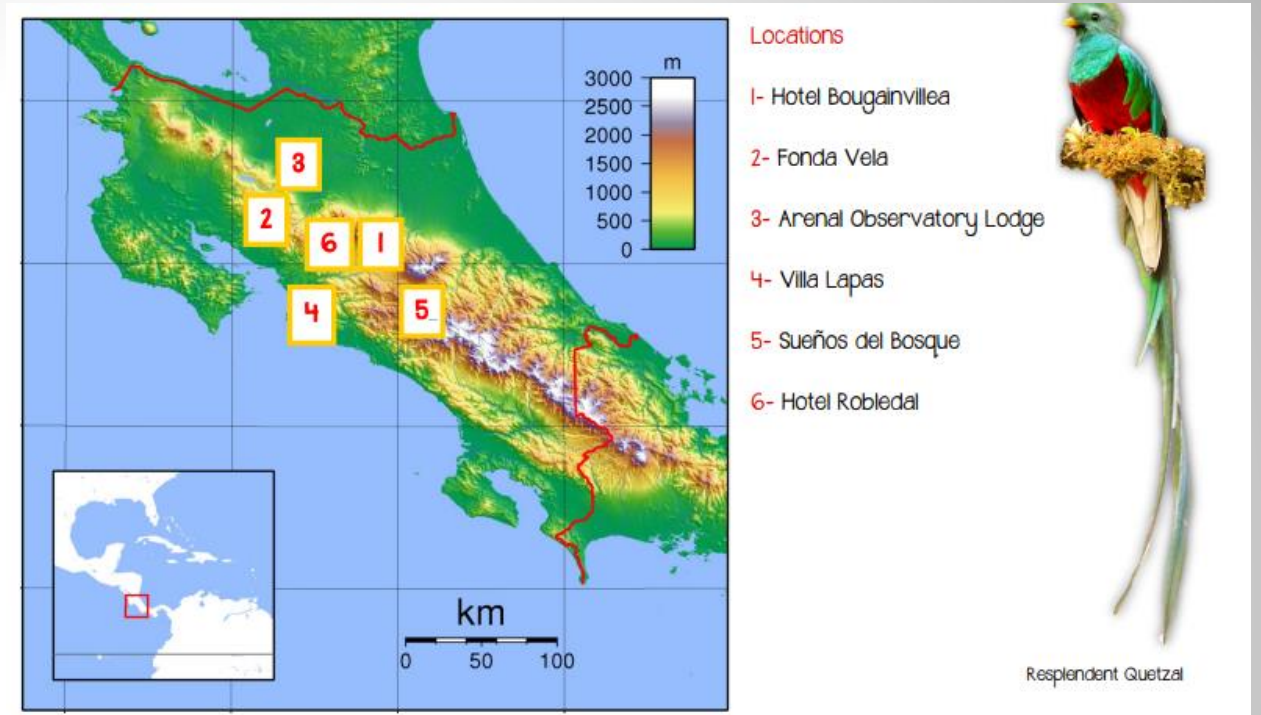 m
3000
2500
2000
1500
1000
500
0
3
2
6
1
4
5
km
0 50 100
Locations
1- Hotel Bougainvillea
2- Fonda Vela
3- Arenal Observatory Lodge
4- Villa Lapas
5- Sueños del Bosque
6- Hotel Robledal
Resplendent Quetzal